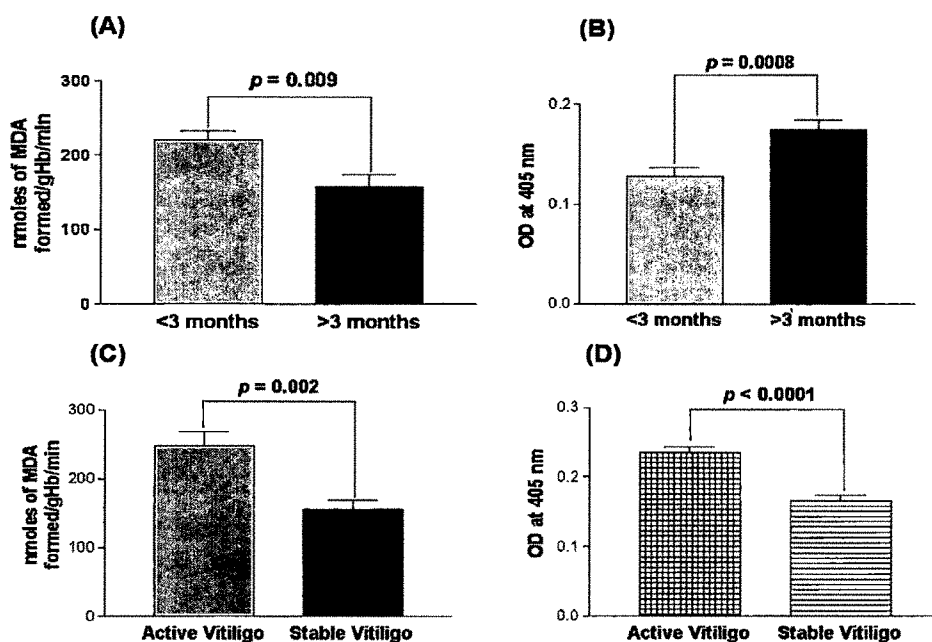 (A)
p = 0.009
nmoles of MDA
formed/gHb/min
300
200
100
0
<3 months
>3 months
(B)
p = 0.0008
OD at 405 nm
0.2
0.1
0.0
<3 months
>3 months
(C)
p = 0.002
nmoles of MDA
formed/gHb/min
300
200
100
0
Active Vitiligo
Stable Vitiligo
(D)
p < 0.0001
OD at 405 nm
0.3
0.2
0.1
0.0
Active Vitiligo
Stable Vitiligo